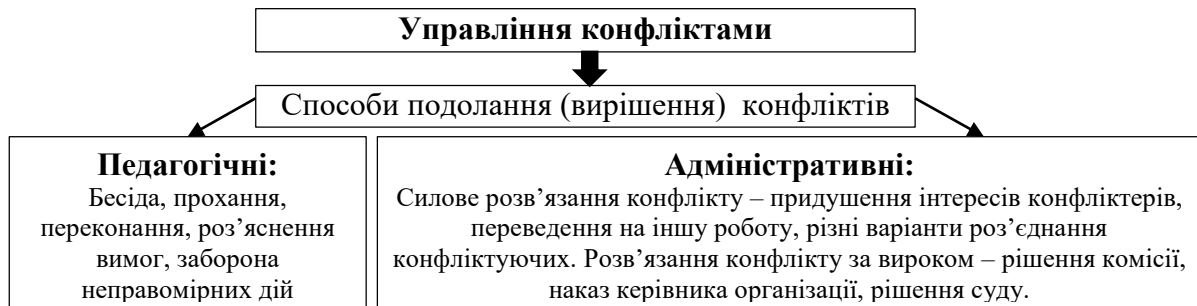 Управління конфліктами
Способи подолання (вирішення) конфліктів
Педагогічні:
Бесіда, прохання,
переконання, роз’яснення
вимог, заборона
неправомірних дій
Адміністративні:
Силове розв’язання конфлікту – придушення інтересів конфліктерів,
переведення на іншу роботу, різні варіанти роз’єднання
конфліктуючих. Розв’язання конфлікту за вироком – рішення комісії,
наказ керівника організації, рішення суду.